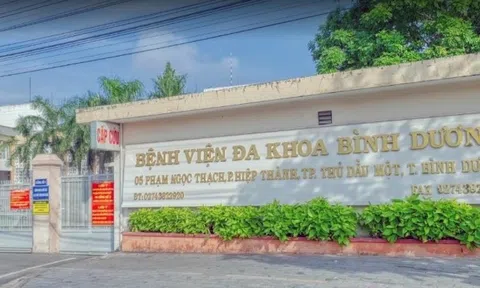 CẤP CỨU
BỆNH VIỆN ĐA KHOA BÌNH DƯƠN
05 PHẠM NGỌC THẠCH, P.HIỆP THÀNH, TP. THỦ DẦU MỘT, T. BÌNH DƯ
ĐT: 02743822920
FAX 0274382